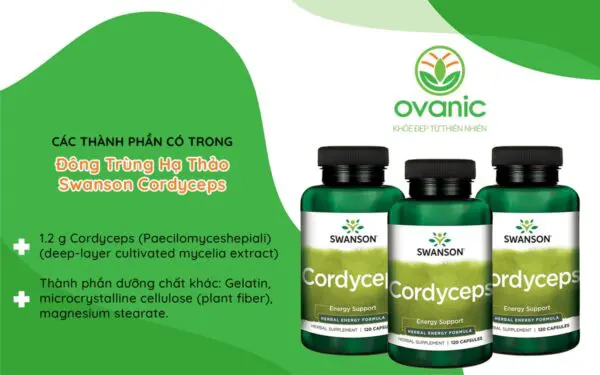 ovanic
KHỎE ĐẸP TỪ THIÊN NHIÊN
CÁC THÀNH PHẦN CÓ TRONG
Đông Trùng Hạ Thảo
Swanson Cordyceps
1.2 g Cordyceps (Paecilomyceshepiali)
(deep-layer cultivated mycelia extract)
Thành phần dưỡng chất khác: Gelatin,
microcrystalline cellulose (plant fiber),
magnesium stearate.
SWANSON
Cordyceps
Energy Support
HERBAL ENERGY FORMULA
HERBAL SUPPLEMENT | 120 CAPSULES
SWANSON
Cordyceps
Energy Support
HERBAL ENERGY FORMULA
HERBAL SUPPLEMENT | 120 CAPSULES
SWANSON
Cordyceps
Energy Support
HERBAL ENERGY FORMULA
HERBAL SUPPLEMENT | 120 CAPSULES